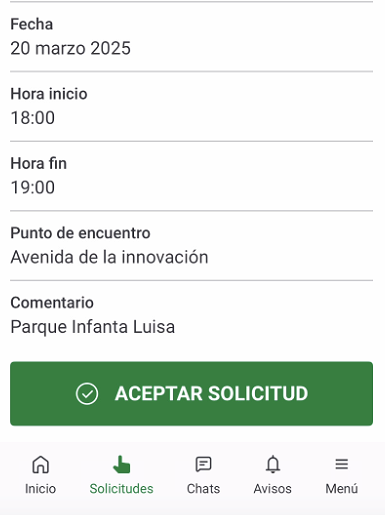 Fecha
20 marzo 2025
Hora inicio
18:00
Hora fin
19:00
Punto de encuentro
Avenida de la innovación
Comentario
Parque Infanta Luisa
ACEPTAR SOLICITUD
Inicio Solicitudes Chats Avisos Menú